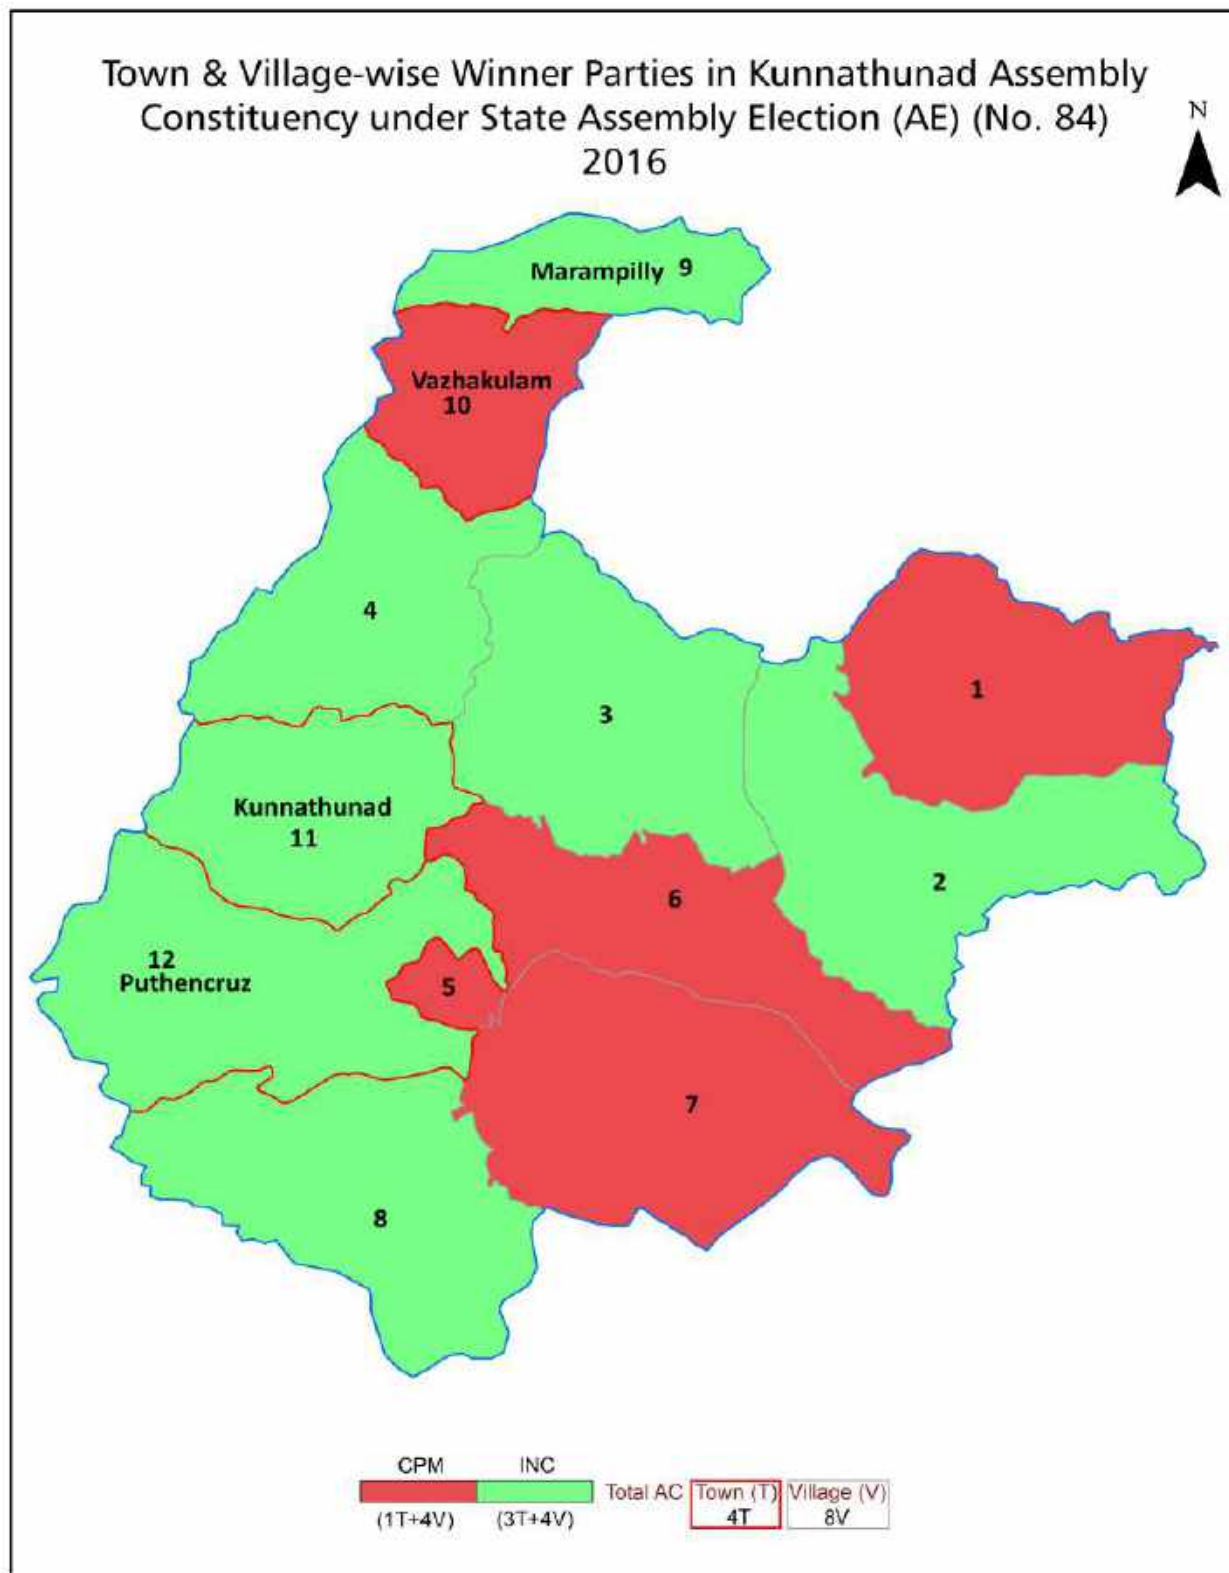 Town & Village-wise Winner Parties in Kunnathunad Assembly
Constituency under State Assembly Election (AE) (No. 84)
2016
N
Marampilly 9
Vazhakulam
10
4
1
3
Kunnathunad
11
2
6
12
Puthencruz
5
7
8
CPM INC
Total AC Town (T) Village (V)
4T 8V
(1T+4V) (3T+4V)